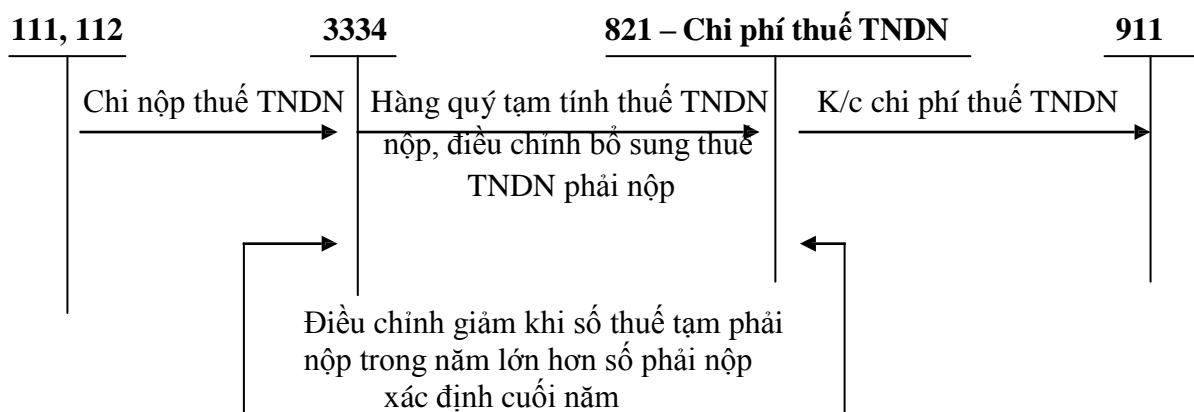 111, 112 3334 821 – Chi phí thuế TNDN 911
Chi nộp thuế TNDN Hàng quý tạm tính thuế TNDN K/c chi phí thuế TNDN
nộp, điều chỉnh bổ sung thuế
TNDN phải nộp
Điều chỉnh giảm khi số thuế tạm phải
nộp trong năm lớn hơn số phải nộp
xác định cuối năm